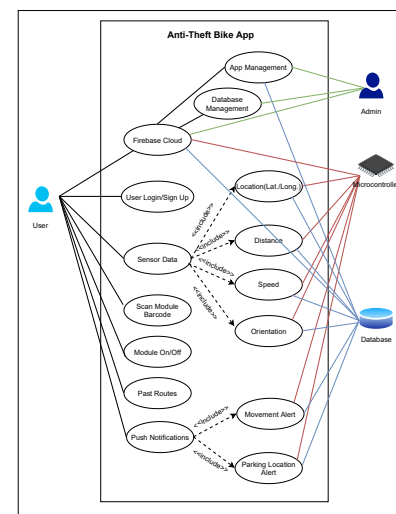 Anti-Theft Bike App
App Management
Database
Management
Admin
Firebase Cloud
Location(Lat./Long.)
Microcontroller
User Login/Sign Up
User
<<include>>
<<include>>
Distance
Sensor Data
<<include>>
Speed
<<include>>
Scan Module
Barcode
Orientation
Database
Module On/Off
Past Routes
<<include>>
Movement Alert
Push Notifications
<<include>>
Parking Location
Alert